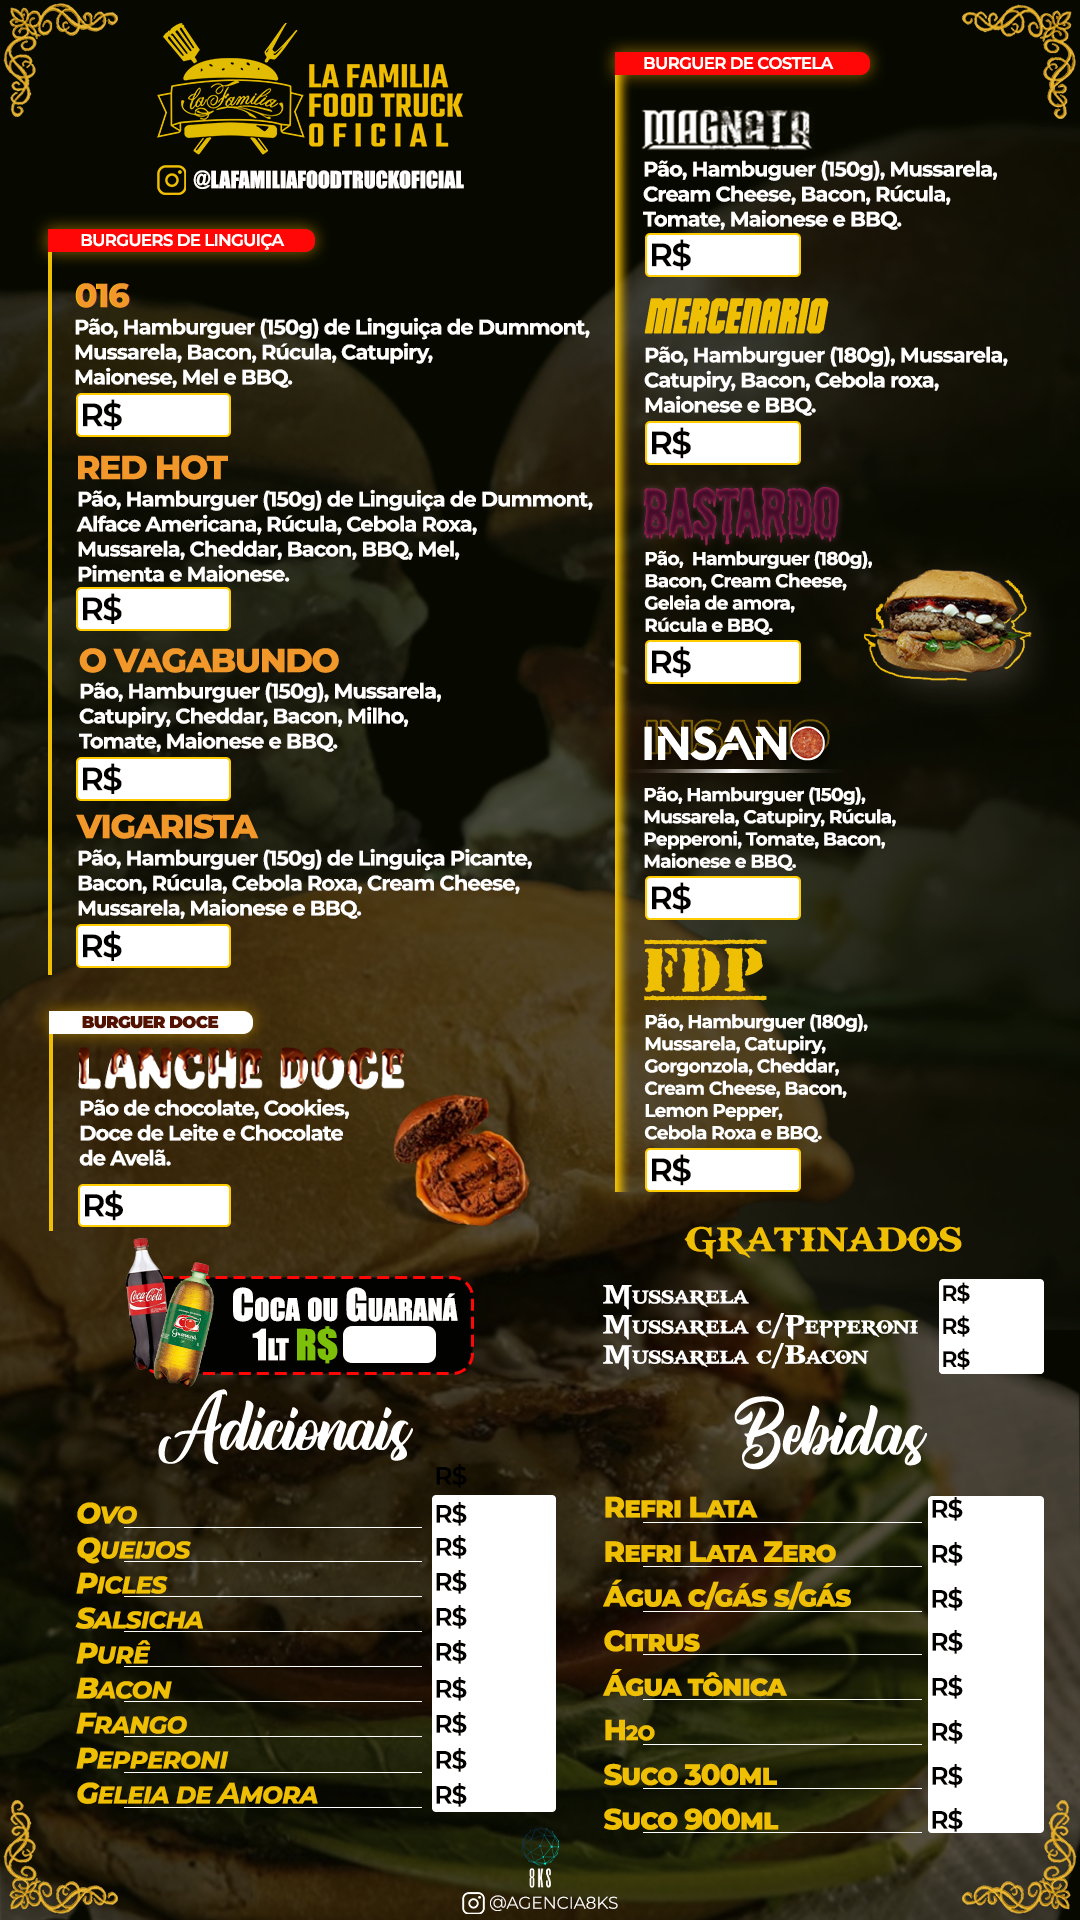 la Familia
LA FAMILIA
FOOD TRUCK
OFICIAL
@LAFAMILIAFOODTRUCKOFICIAL
BURGUERS DE LINGUIÇA
016
Pão, Hamburguer (150g) de Linguiça de Dummont,
Mussarela, Bacon, Rúcula, Catupiry,
Maionese, Mel e BBQ.
R$
RED HOT
Pão, Hamburguer (150g) de Linguiça de Dummont,
Alface Americana, Rúcula, Cebola Roxa,
Mussarela, Cheddar, Bacon, BBQ, Mel,
Pimenta e Maionese.
R$
O VAGABUNDO
Pão, Hamburguer (150g), Mussarela,
Catupiry, Cheddar, Bacon, Milho,
Tomate, Maionese e BBQ.
R$
VIGARISTA
Pão, Hamburguer (150g) de Linguiça Picante,
Bacon, Rúcula, Cebola Roxa, Cream Cheese,
Mussarela, Maionese e BBQ.
R$
BURGUER DOCE
LANCHE DOCE
Pão de chocolate, Cookies,
Doce de Leite e Chocolate
de Avelã.
R$
BURGUER DE COSTELA
MAGNATA
Pão, Hambuguer (150g), Mussarela,
Cream Cheese, Bacon, Rúcula,
Tomate, Maionese e BBQ.
R$
MERCENARIO
Pão, Hamburguer (180g), Mussarela,
Catupiry, Bacon, Cebola roxa,
Maionese e BBQ.
R$
BASTARDO
Pão, Hamburguer (180g),
Bacon, Cream Cheese,
Geleia de amora,
Rúcula e BBQ.
R$
INSANO
Pão, Hamburguer (150g),
Mussarela, Catupiry, Rúcula,
Pepperoni, Tomate, Bacon,
Maionese e BBQ.
R$
FDP
Pão, Hamburguer (180g),
Mussarela, Catupiry,
Gorgonzola, Cheddar,
Cream Cheese, Bacon,
Lemon Pepper,
Cebola Roxa e BBQ.
R$
Coca-Cola
Guaraná
COCA OU GUARANÁ
1LT R$
GRATINADOS
MUSSARELA R$
MUSSARELA C/PEPPERONI R$
MUSSARELA C/BACON R$
Adicionais
R$
OVO R$
QUEIJOS R$
PICLES R$
SALSICHA R$
PURÊ R$
BACON R$
FRANGO R$
PEPPERONI R$
GELEIA DE AMORA R$
Bebidas
REFRI LATA R$
REFRI LATA ZERO R$
ÁGUA C/GÁS S/GÁS R$
CITRUS R$
ÁGUA TÔNICA R$
H2O R$
SUCO 300ML R$
SUCO 900ML R$
8KS
@AGENCIA8KS